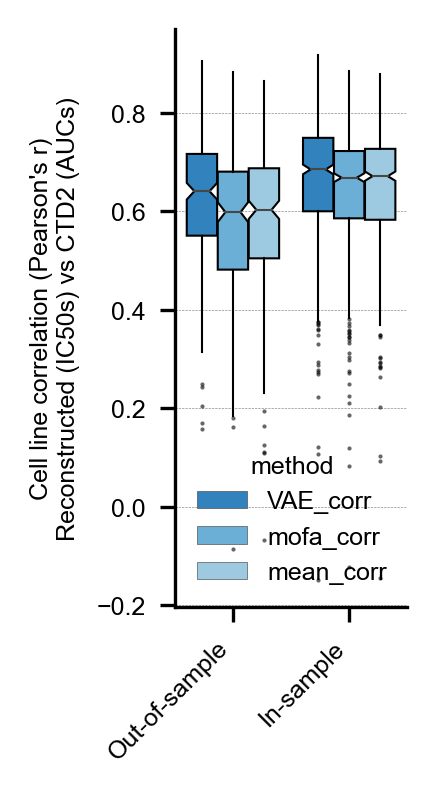 Cell line correlation (Pearson's r)
Reconstructed (IC50s) vs CTD2 (AUCs)
0.8
0.6
0.4
0.2
0.0
−0.2
method
VAE_corr
mofa_corr
mean_corr
Out-of-sample
In-sample